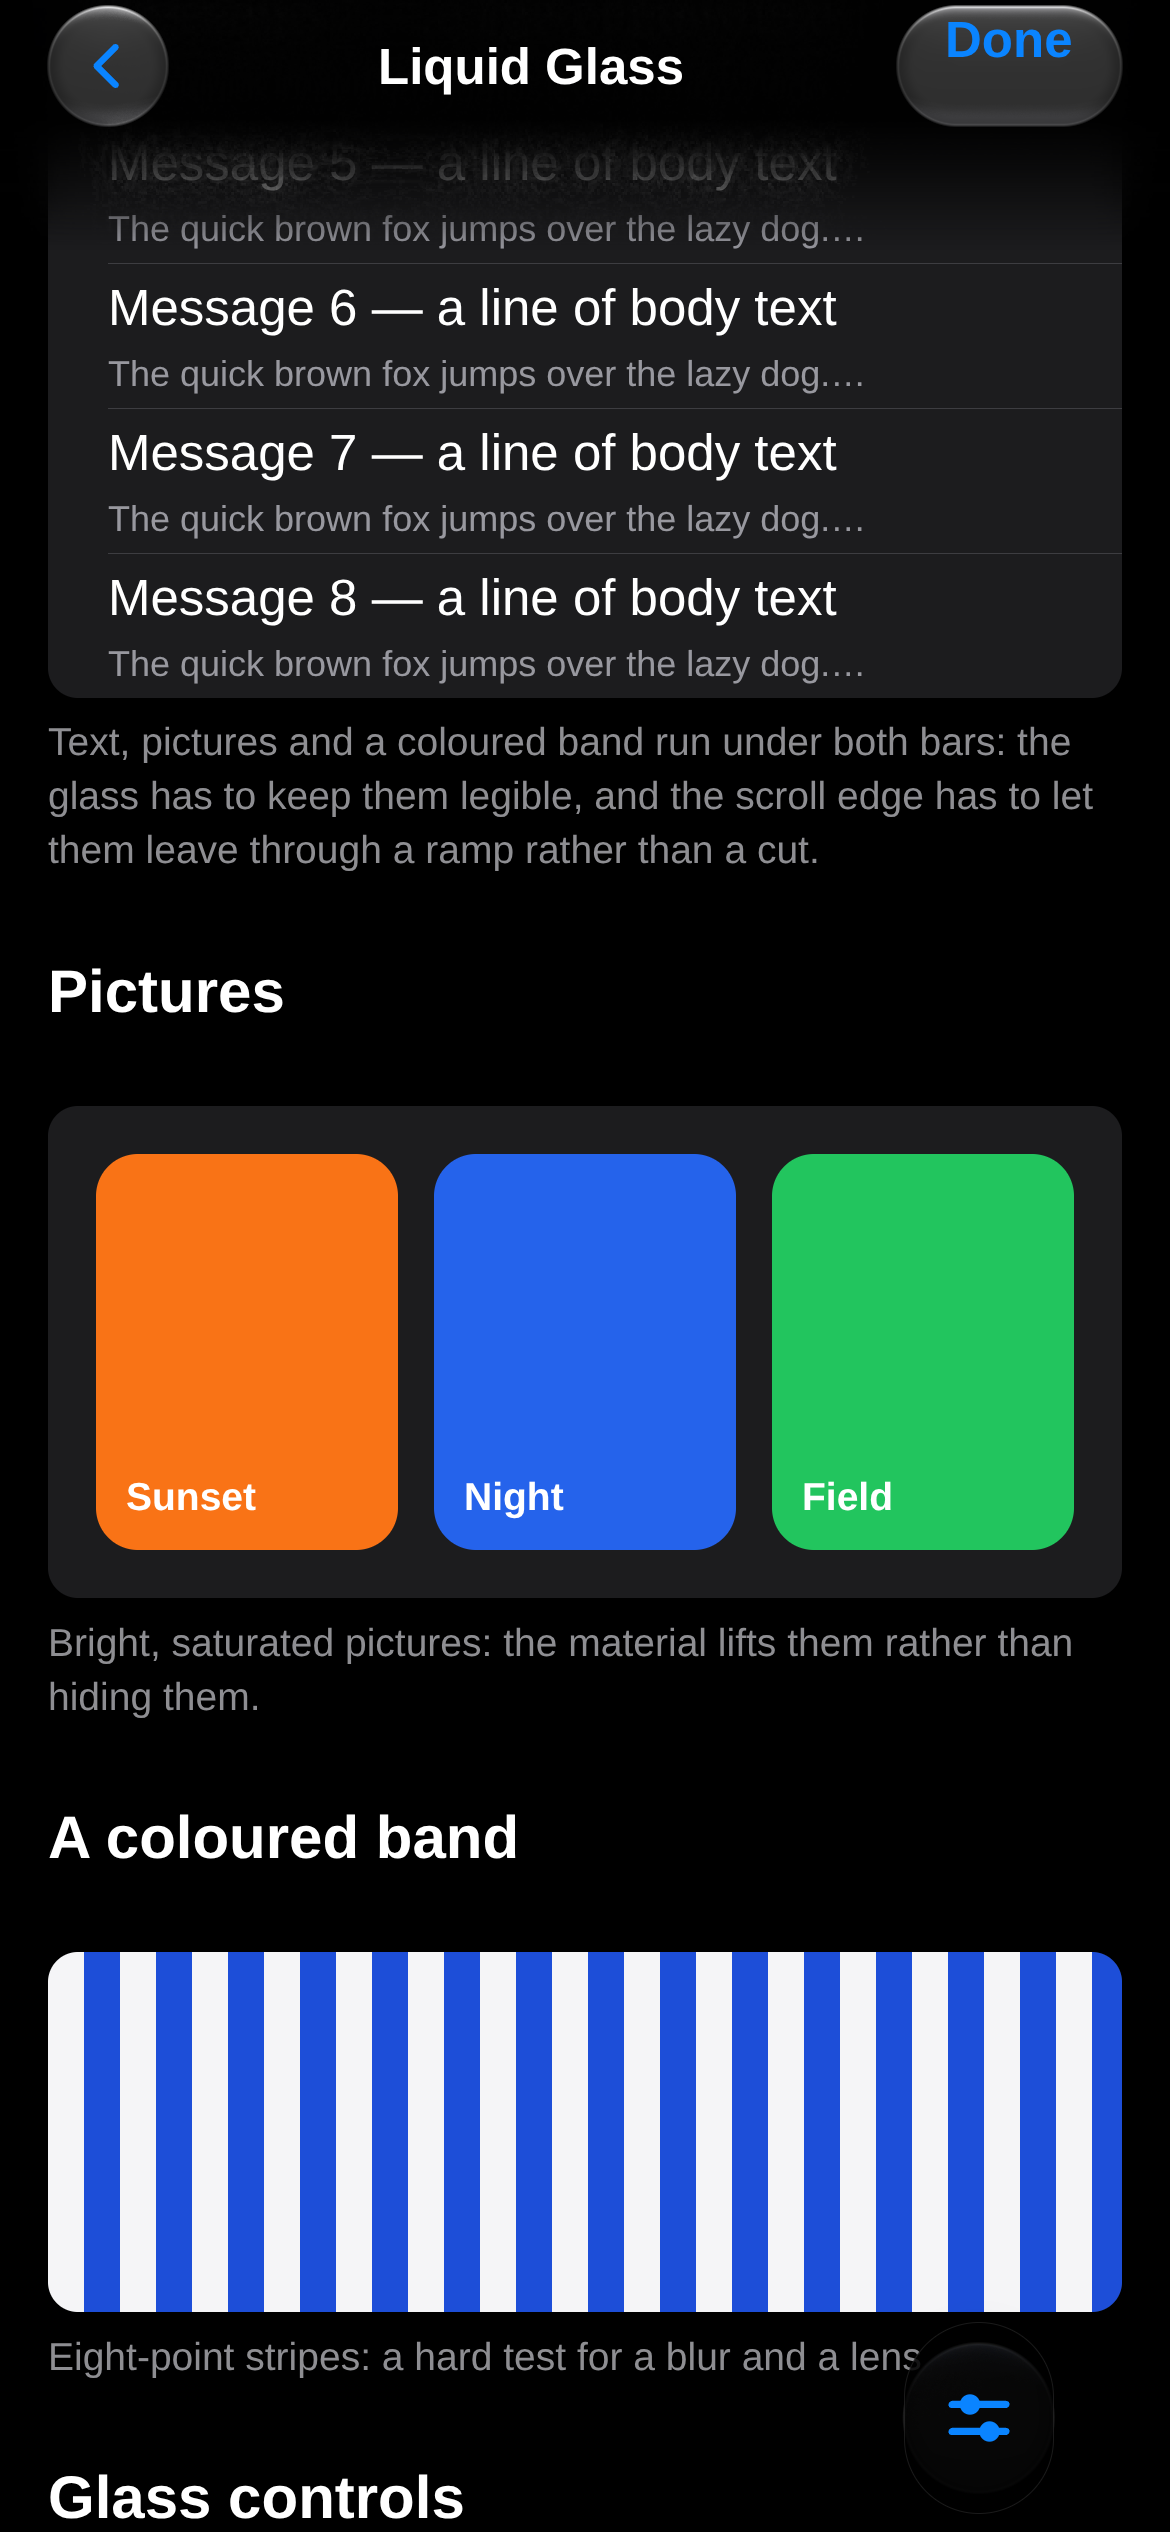 Liquid Glass
Done
Message 5 — a line of body text
The quick brown fox jumps over the lazy dog....
Message 6 — a line of body text
The quick brown fox jumps over the lazy dog....
Message 7 — a line of body text
The quick brown fox jumps over the lazy dog....
Message 8 — a line of body text
The quick brown fox jumps over the lazy dog....
Text, pictures and a coloured band run under both bars: the
glass has to keep them legible, and the scroll edge has to let
them leave through a ramp rather than a cut.
Pictures
Sunset
Night
Field
Bright, saturated pictures: the material lifts them rather than
hiding them.
A coloured band
Eight-point stripes: a hard test for a blur and a lens
Glass controls